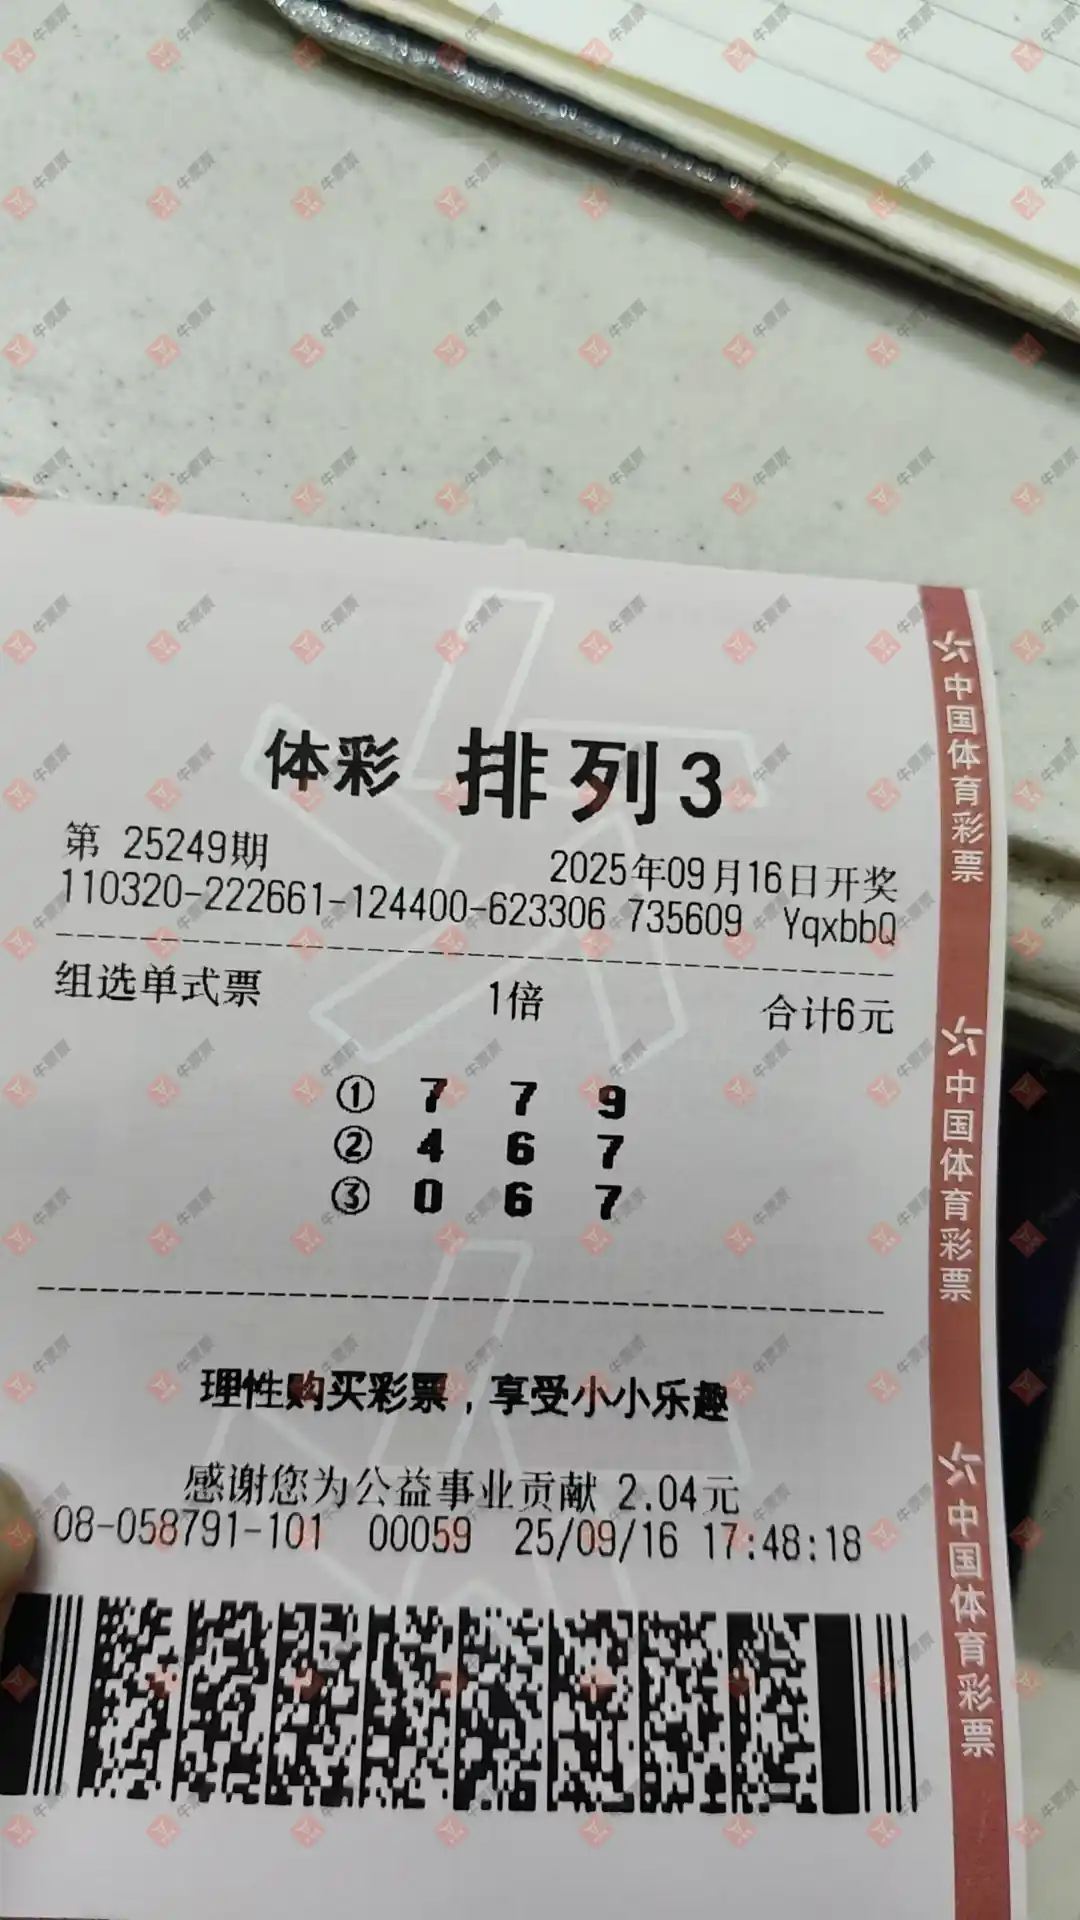 体彩 排列3
第 25249期 2025年09月16日开奖
110320-222661-124400-623306 735609 YqxbbQ
组选单式票 1倍 合计6元
① 7 7 9
② 4 6 7
③ 0 6 7
理性购买彩票，享受小小乐趣
感谢您为公益事业贡献 2.04元
08-058791-101 00059 25/09/16 17:48:18
中国体育彩票
中国体育彩票
中国体育彩票
牛票票